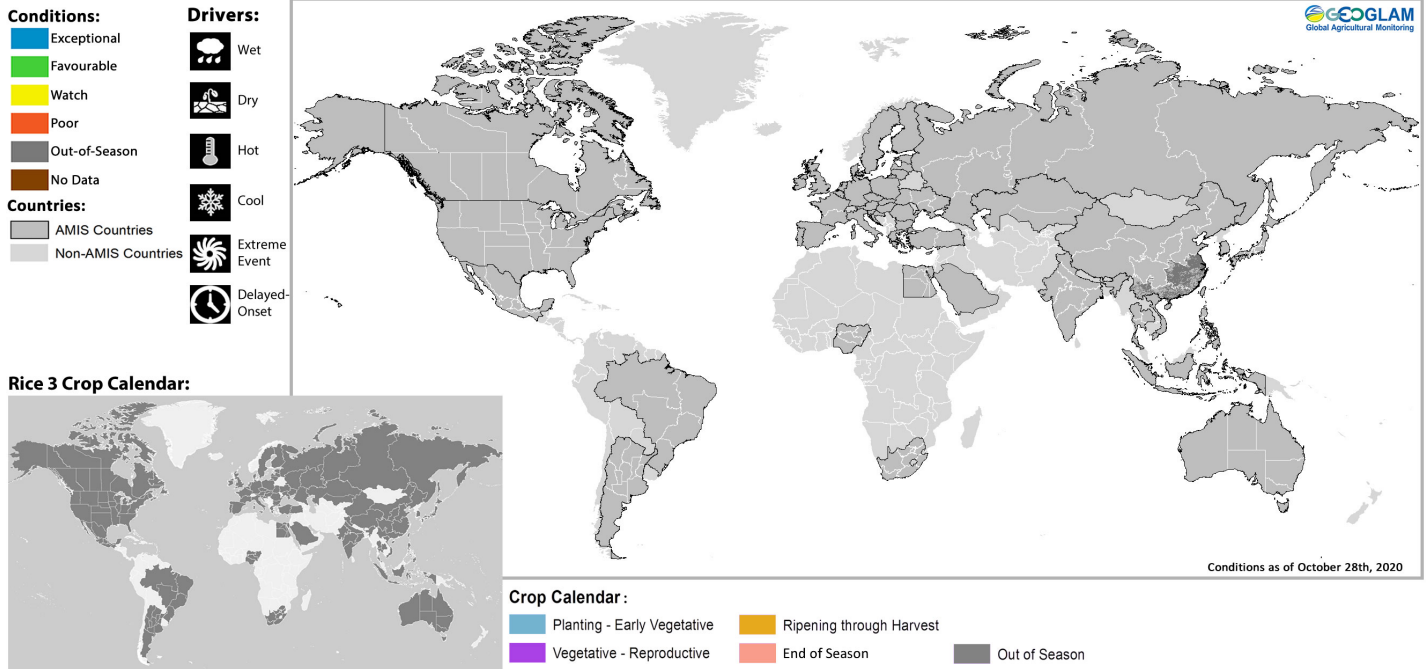 Conditions:
Exceptional
Favourable
Watch
Poor
Out-of-Season
No Data
Countries:
AMIS Countries
Non-AMIS Countries
Drivers:
Wet
Dry
Hot
Cool
Extreme
Event
Delayed-
Onset
GEOGLAM
Global Agricultural Monitoring
Conditions as of October 28th, 2020
Rice 3 Crop Calendar:
Crop Calendar :
Planting - Early Vegetative
Ripening through Harvest
Vegetative - Reproductive
End of Season
Out of Season